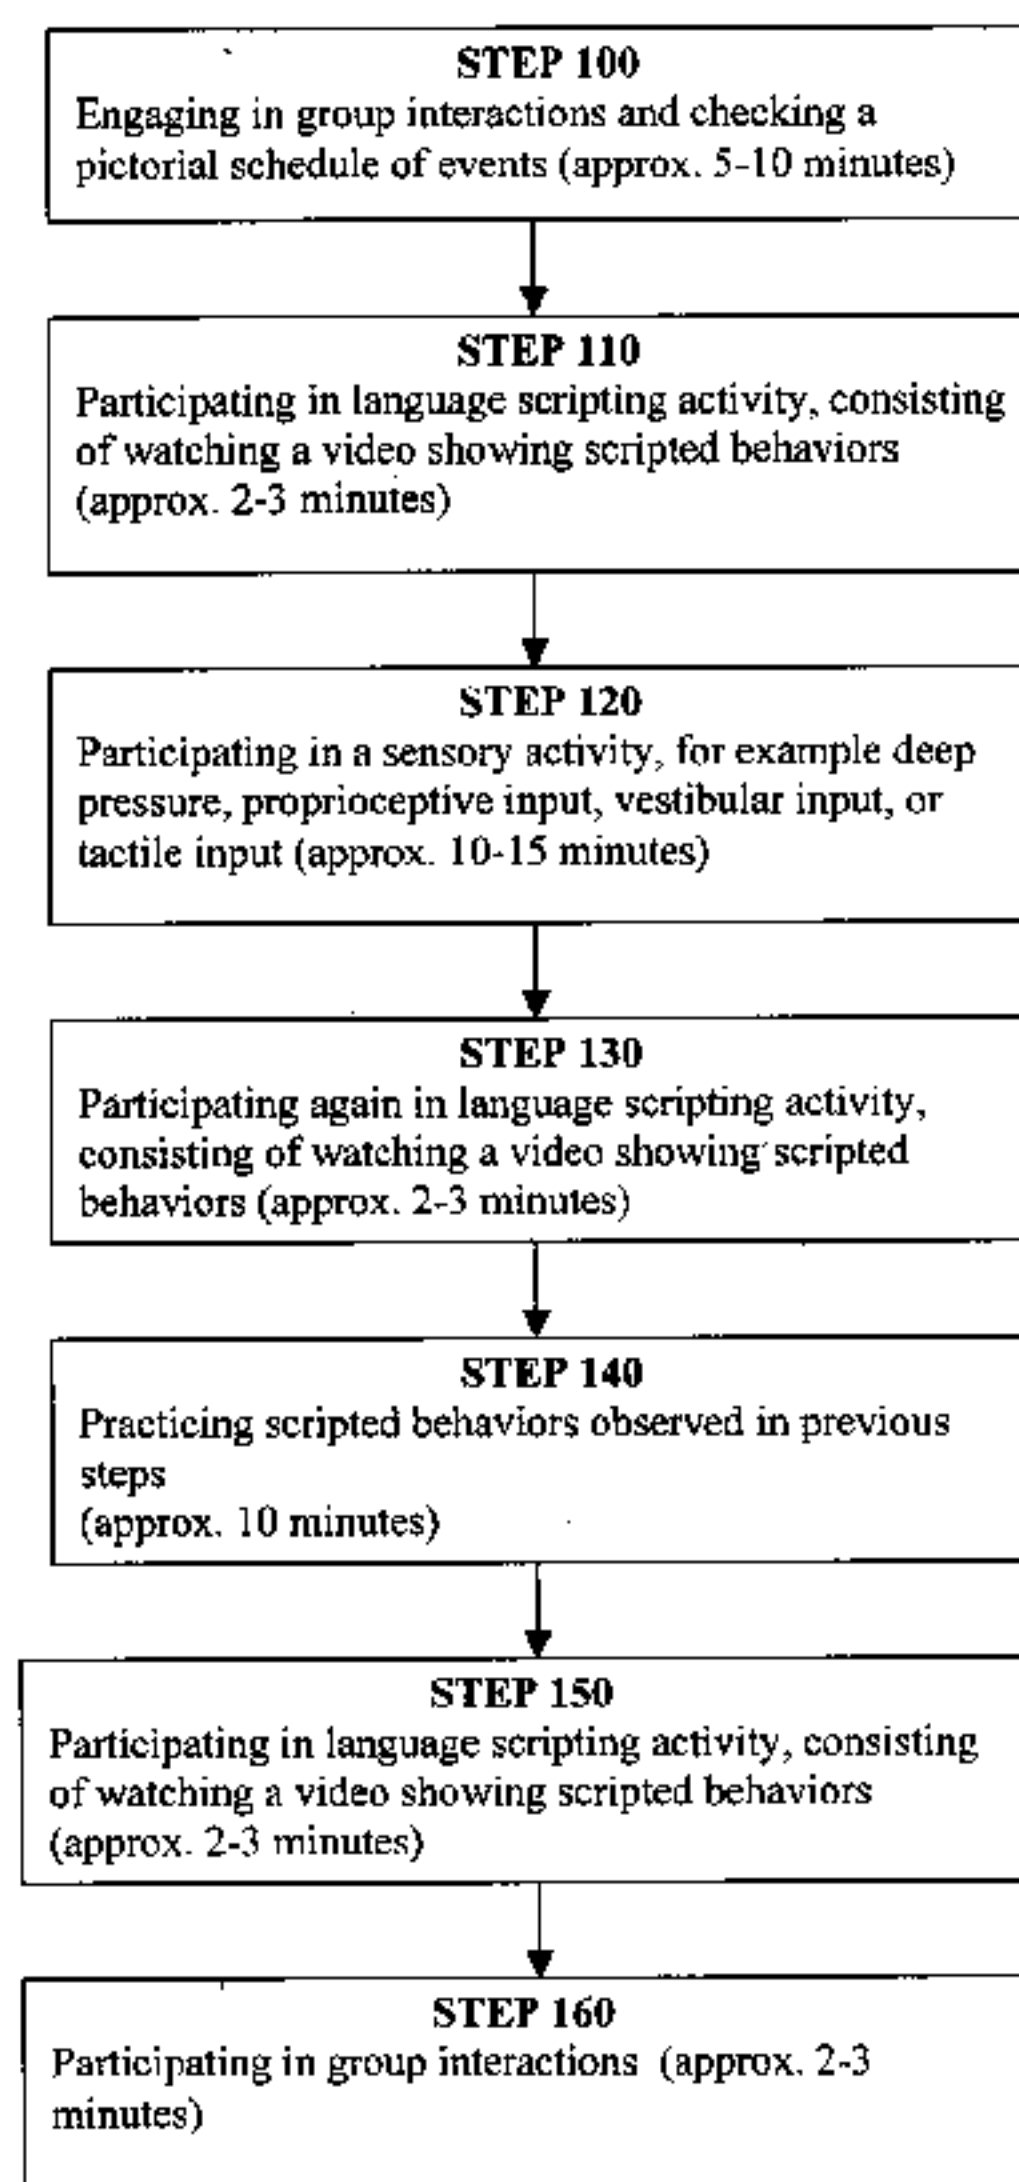 STEP 100
Engaging in group interactions and checking a
pictorial schedule of events (approx. 5-10 minutes)
STEP 110
Participating in language scripting activity, consisting
of watching a video showing scripted behaviors
(approx. 2-3 minutes)
STEP 120
Participating in a sensory activity, for example deep
pressure, proprioceptive input, vestibular input, or
tactile input (approx. 10-15 minutes)
STEP 130
Participating again in language scripting activity,
consisting of watching a video showing scripted
behaviors (approx. 2-3 minutes)
STEP 140
Practicing scripted behaviors observed in previous
steps
(approx. 10 minutes)
STEP 150
Participating in language scripting activity, consisting
of watching a video showing scripted behaviors
(approx. 2-3 minutes)
STEP 160
Participating in group interactions (approx. 2-3
minutes)